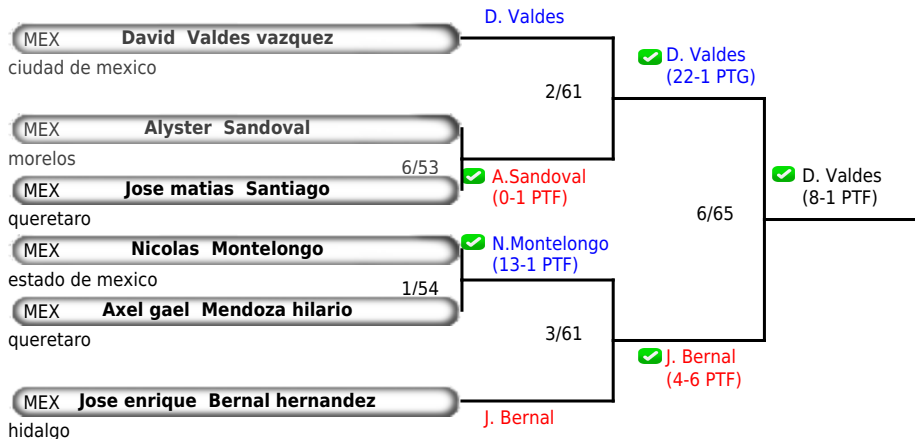 D. Valdes
MEX David Valdes vazquez
ciudad de mexico
D. Valdes
(22-1 PTG)
2/61
MEX Alyster Sandoval
morelos
6/53
A.Sandoval
(0-1 PTF)
MEX Jose matias Santiago
queretaro
D. Valdes
(8-1 PTF)
6/65
MEX Nicolas Montelongo
estado de mexico
N.Montelongo
(13-1 PTF)
1/54
MEX Axel gael Mendoza hilario
queretaro
3/61
J. Bernal
(4-6 PTF)
MEX Jose enrique Bernal hernandez
hidalgo
J. Bernal